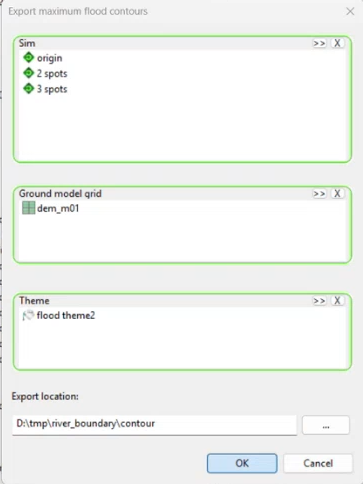 Export maximum flood contours
Sim >> X
origin
2 spots
3 spots
Ground model grid >> X
dem_m01
Theme >> X
flood theme2
Export location:
D:\tmp\river_boundary\contour ...
OK Cancel